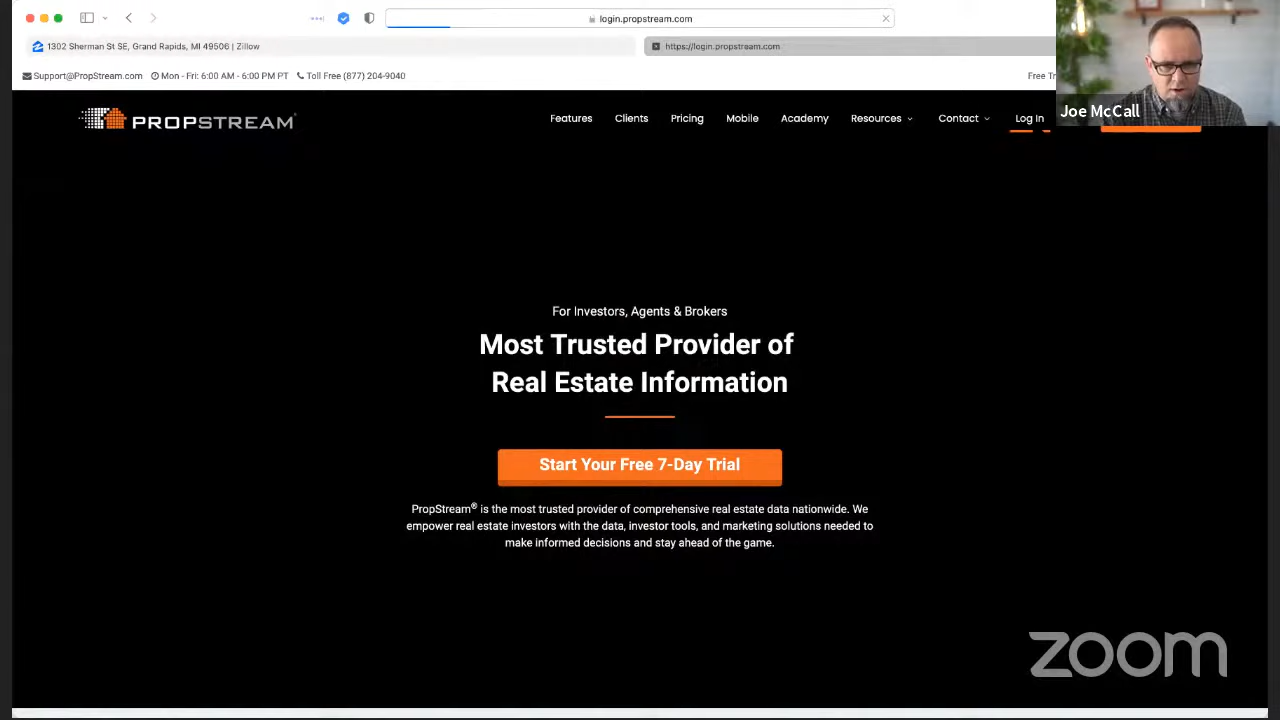 login.propstream.com
1302 Sherman St SE, Grand Rapids, MI 49506 | Zillow
https://login.propstream.com
Support@PropStream.com Mon - Fri: 6:00 AM - 6:00 PM PT Toll Free (877) 204-9040
Free Tr
Joe McCall
PROPSTREAM
Features Clients Pricing Mobile Academy Resources Contact Log In
For Investors, Agents & Brokers
Most Trusted Provider of
Real Estate Information
Start Your Free 7-Day Trial
PropStream® is the most trusted provider of comprehensive real estate data nationwide. We
empower real estate investors with the data, investor tools, and marketing solutions needed to
make informed decisions and stay ahead of the game.
zoom